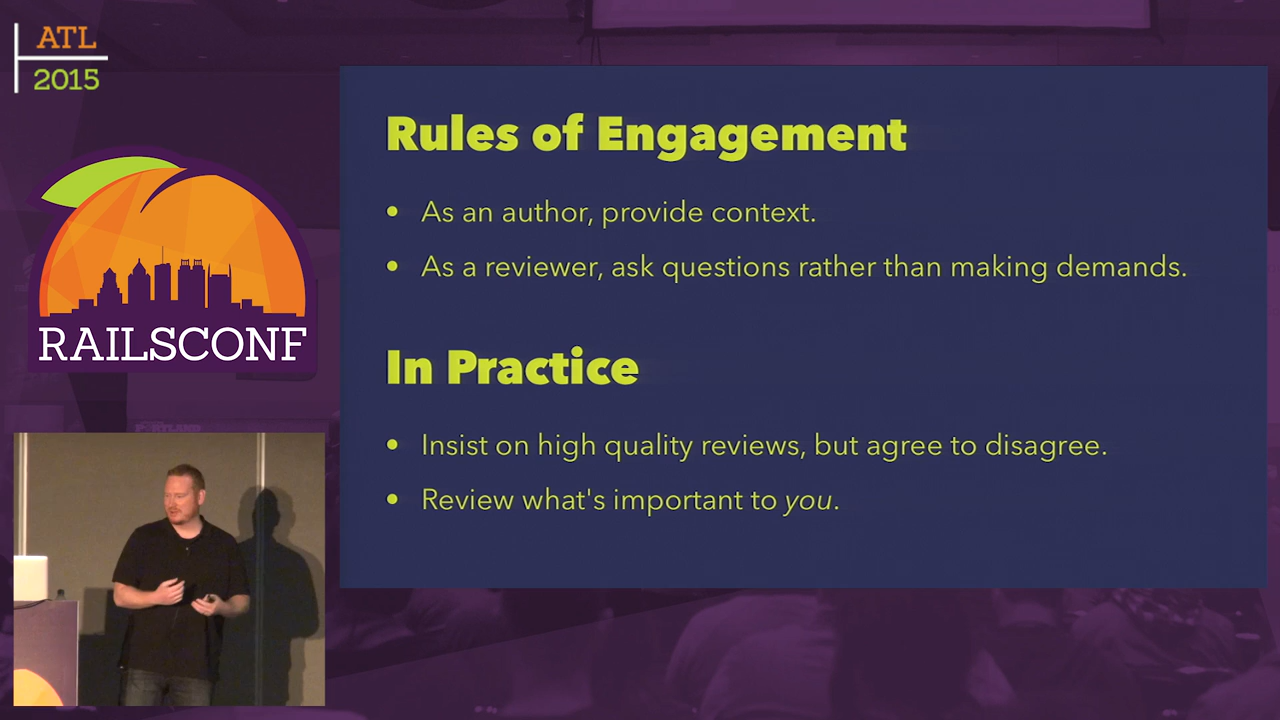 ATL
2015
RAILSCONF
Rules of Engagement
• As an author, provide context.
• As a reviewer, ask questions rather than making demands.
In Practice
• Insist on high quality reviews, but agree to disagree.
• Review what's important to you.
PORTLAND